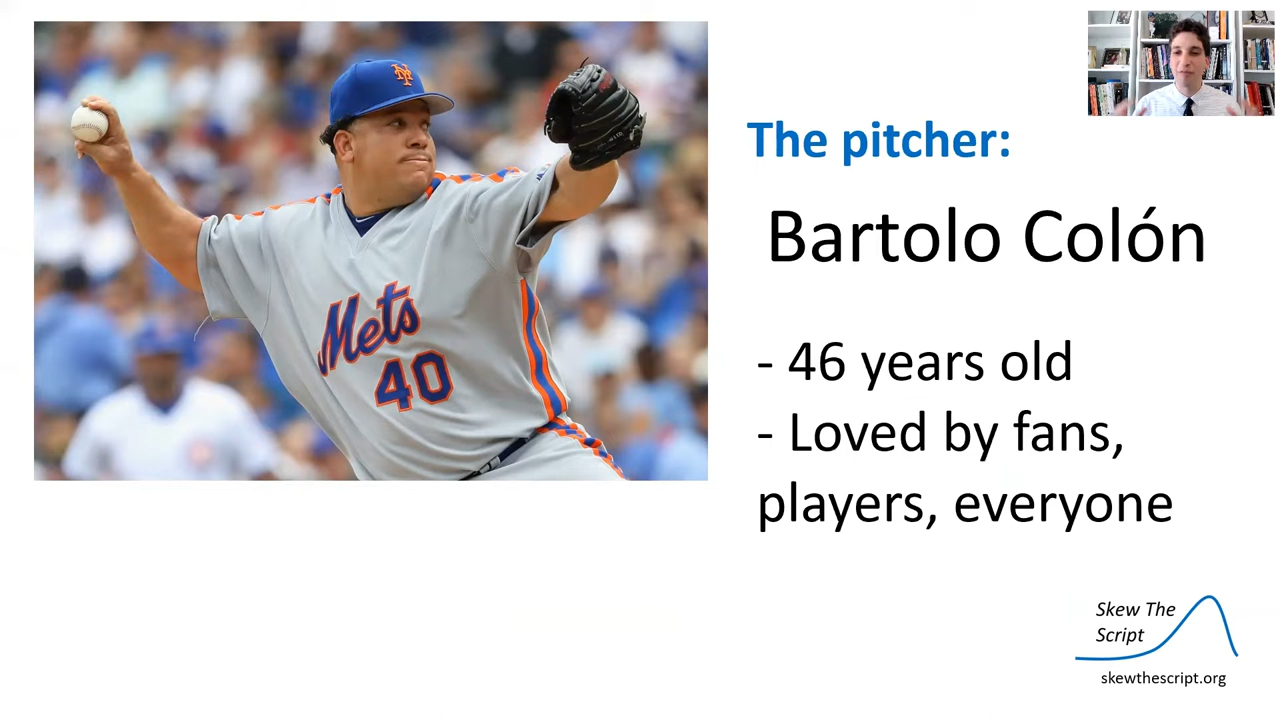 NY
Mets
40
The pitcher:
Bartolo Colón
- 46 years old
- Loved by fans,
players, everyone
Skew The
Script
skewthescript.org